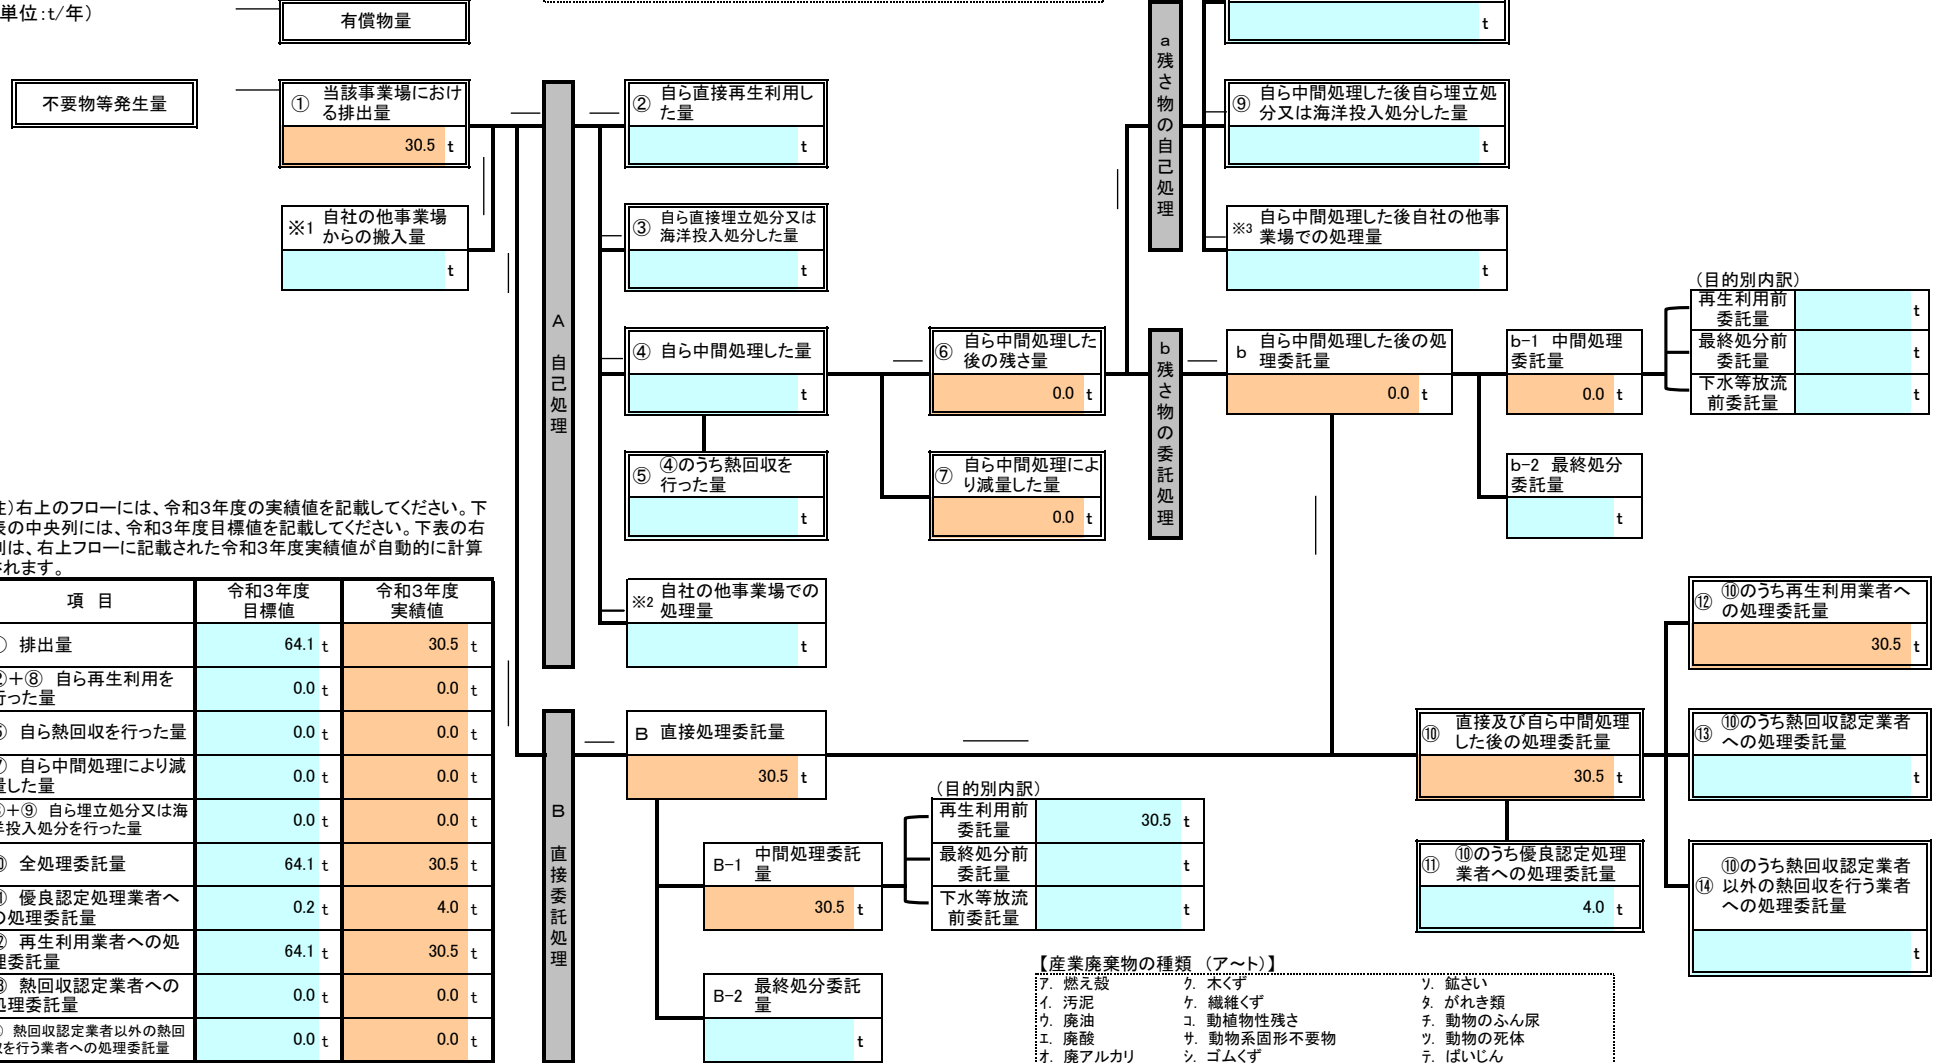 単位:t/年)
有償物量
不要物等発生量
① 当該事業場におけ
る排出量
30.5 t
※1 自社の他事業場
からの搬入量
t
A 自己処理
② 自ら直接再生利用し
た量
t
③ 自ら直接埋立処分又は
海洋投入処分した量
t
④ 自ら中間処理した量
t
⑤ ④のうち熱回収を
行った量
t
※2 自社の他事業場での
処理量
t
⑥ 自ら中間処理した
後の残さ量
0.0 t
⑦ 自ら中間処理によ
り減量した量
0.0 t
a 残さ物の自己処理
t
⑨ 自ら中間処理した後自ら埋立処
分又は海洋投入処分した量
t
※3 自ら中間処理した後自社の他事
業場での処理量
t
b 残さ物の委託処理
b 自ら中間処理した後の処
理委託量
0.0 t
b-1 中間処理
委託量
0.0 t
(目的別内訳)
再生利用前
委託量
t
最終処分前
委託量
t
下水等放流
前委託量
t
b-2 最終処分
委託量
t
)右上のフローには、令和3年度の実績値を記載してください。下
表の中央列には、令和3年度目標値を記載してください。下表の右
列は、右上フローに記載された令和3年度実績値が自動的に計算
されます。
項 目 令和3年度
目標値 令和3年度
実績値
排出量 64.1 t 30.5 t
②+⑧ 自ら再生利用を
行った量 0.0 t 0.0 t
自ら熱回収を行った量 0.0 t 0.0 t
自ら中間処理により減
量した量 0.0 t 0.0 t
+⑨ 自ら埋立処分又は海
洋投入処分を行った量 0.0 t 0.0 t
全処理委託量 64.1 t 30.5 t
優良認定処理業者へ
の処理委託量 0.2 t 4.0 t
再生利用業者への処
理委託量 64.1 t 30.5 t
熱回収認定業者への
処理委託量 0.0 t 0.0 t
熱回収認定業者以外の熱回
収を行う業者への処理委託量 0.0 t 0.0 t
B 直接委託処理
B 直接処理委託量
30.5 t
B-1 中間処理委託
量
30.5 t
(目的別内訳)
再生利用前
委託量
30.5 t
最終処分前
委託量
t
下水等放流
前委託量
t
B-2 最終処分委託
量
t
⑩ 直接及び自ら中間処理
した後の処理委託量
30.5 t
⑪ ⑩のうち優良認定処理
業者への処理委託量
4.0 t
⑫ ⑩のうち再生利用業者へ
の処理委託量
30.5 t
⑬ ⑩のうち熱回収認定業者
への処理委託量
t
⑭ ⑩のうち熱回収認定業者
以外の熱回収を行う業者
への処理委託量
t
【産業廃棄物の種類 (ア~ト)】
ア. 燃え殻 ク. 木くず ソ. 鉱さい
イ. 汚泥 ケ. 繊維くず タ. がれき類
ウ. 廃油 コ. 動植物性残さ チ. 動物のふん尿
エ. 廃酸 サ. 動物系固形不要物 ツ. 動物の死体
オ. 廃アルカリ シ. ゴムくず テ. ばいじん